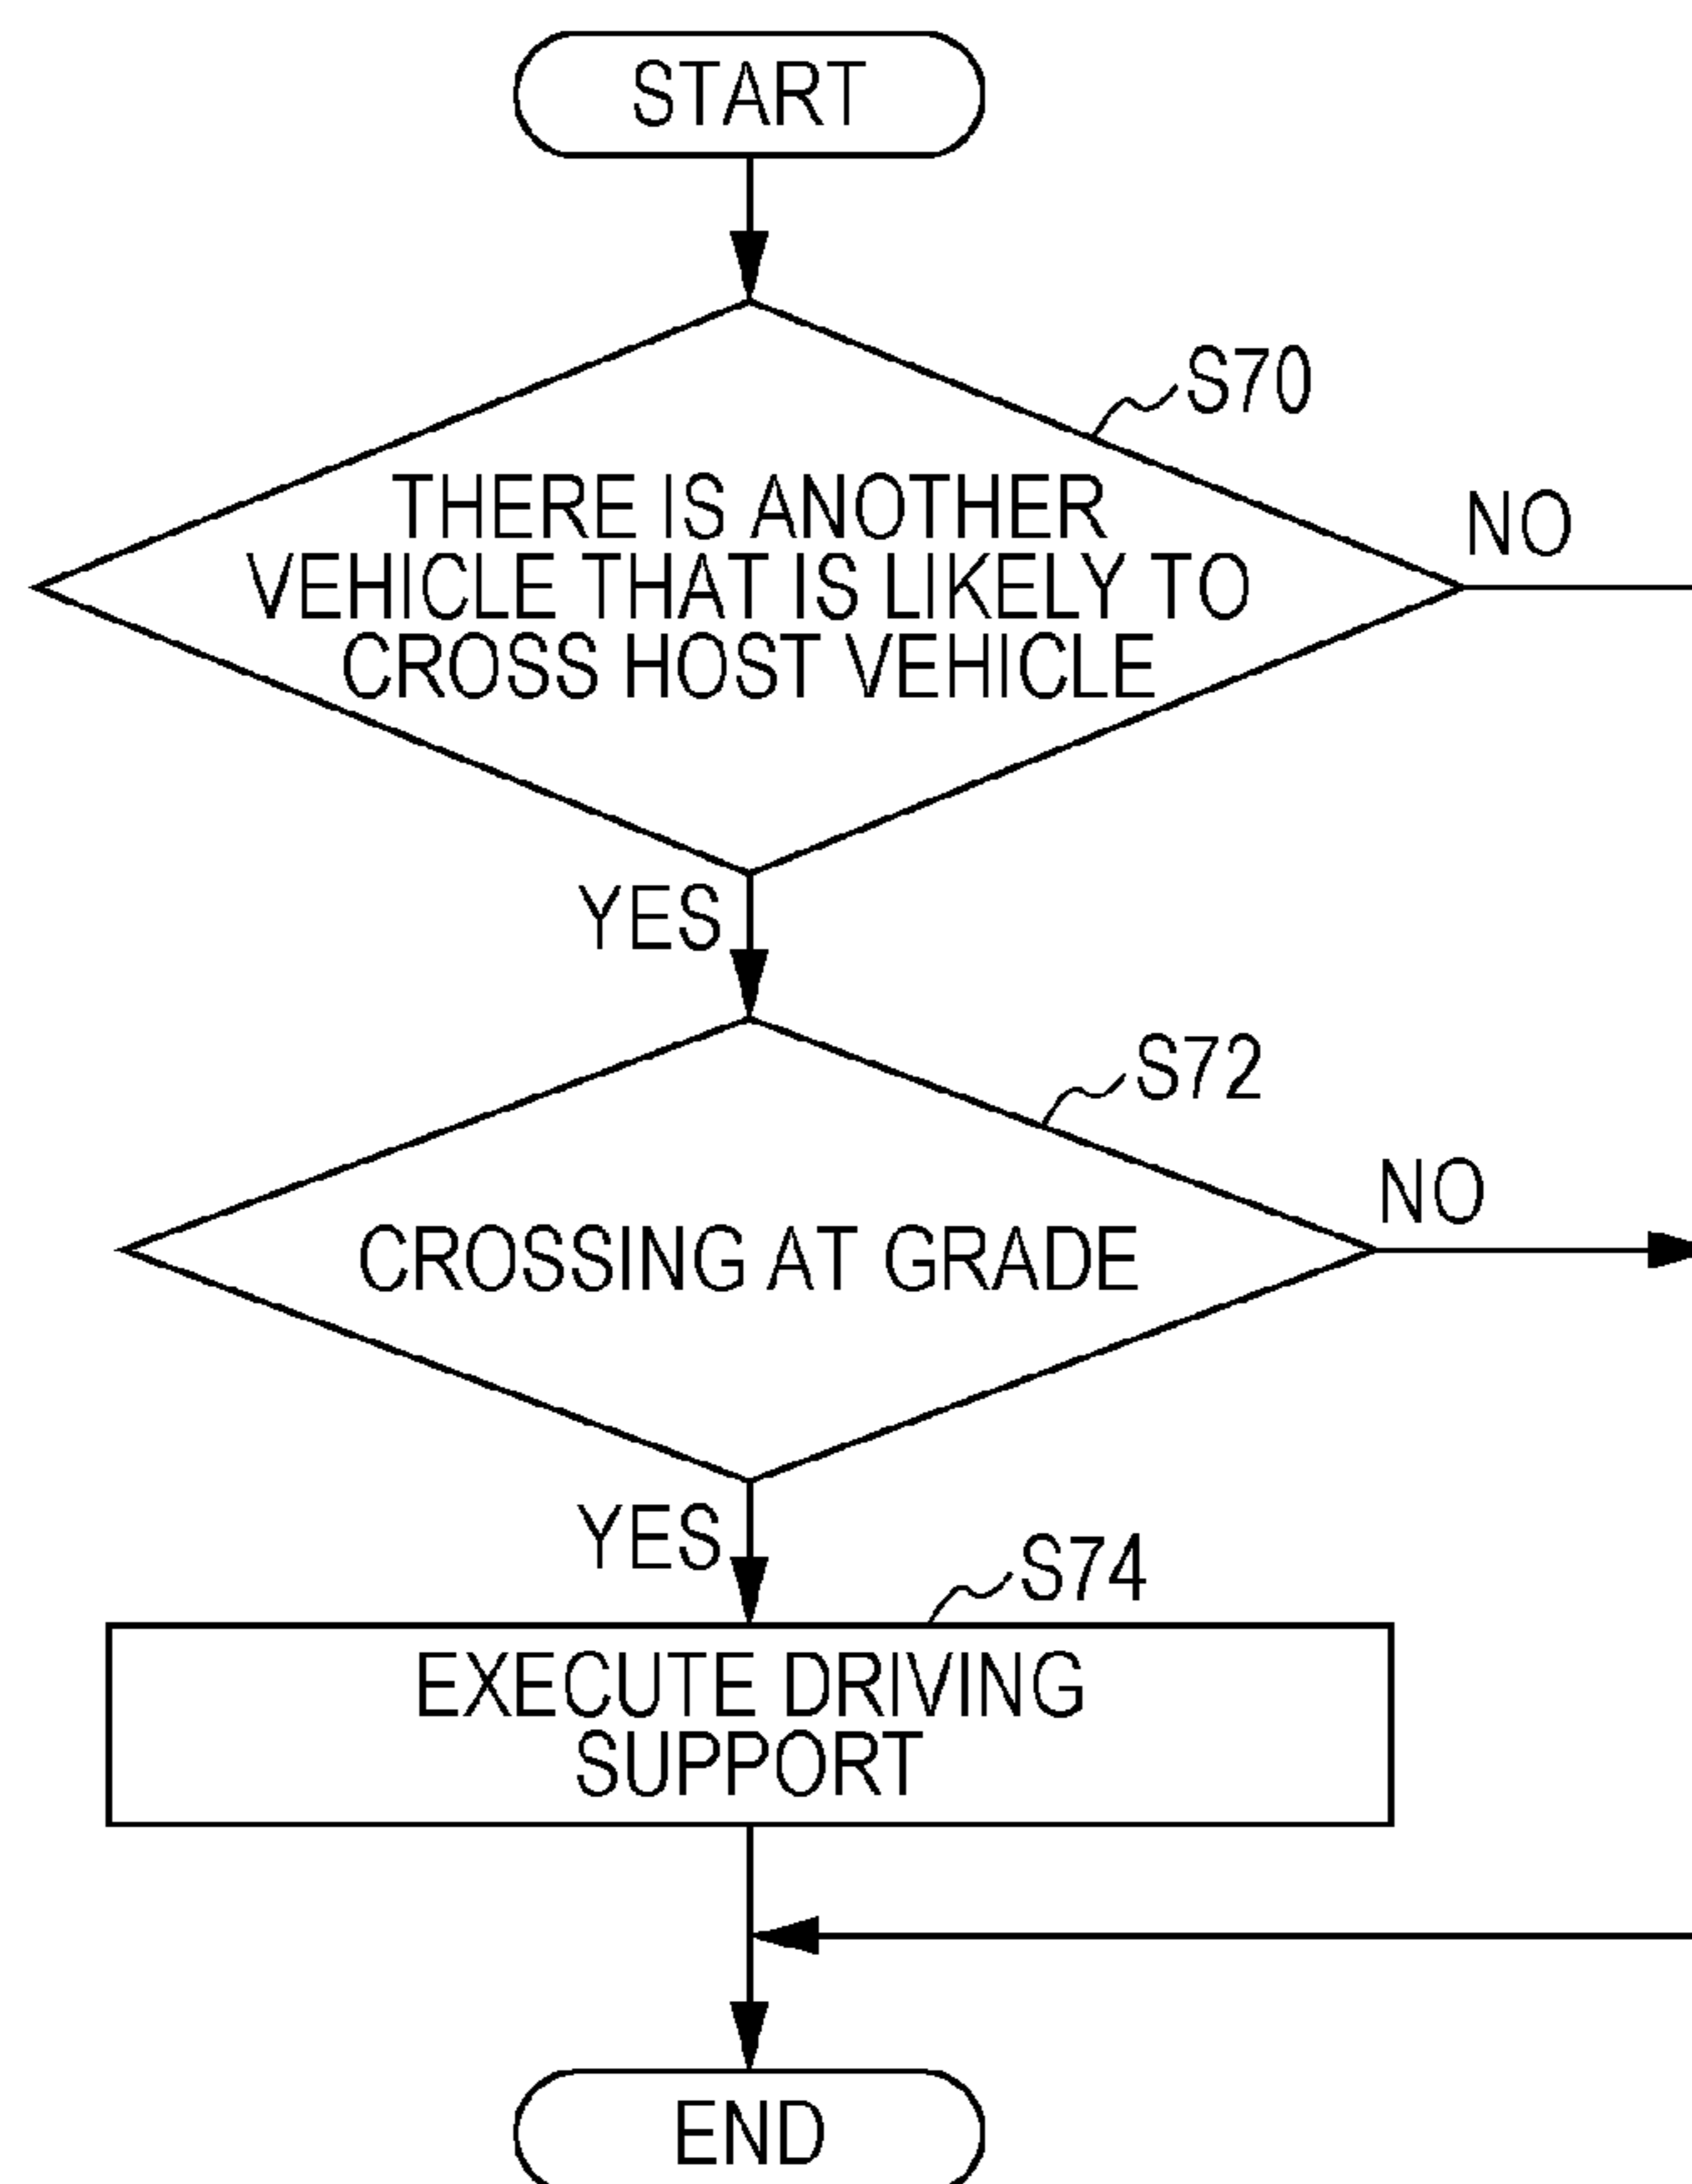 START
S70
THERE IS ANOTHER
VEHICLE THAT IS LIKELY TO
CROSS HOST VEHICLE
NO
YES
S72
CROSSING AT GRADE
NO
YES
S74
EXECUTE DRIVING
SUPPORT
END